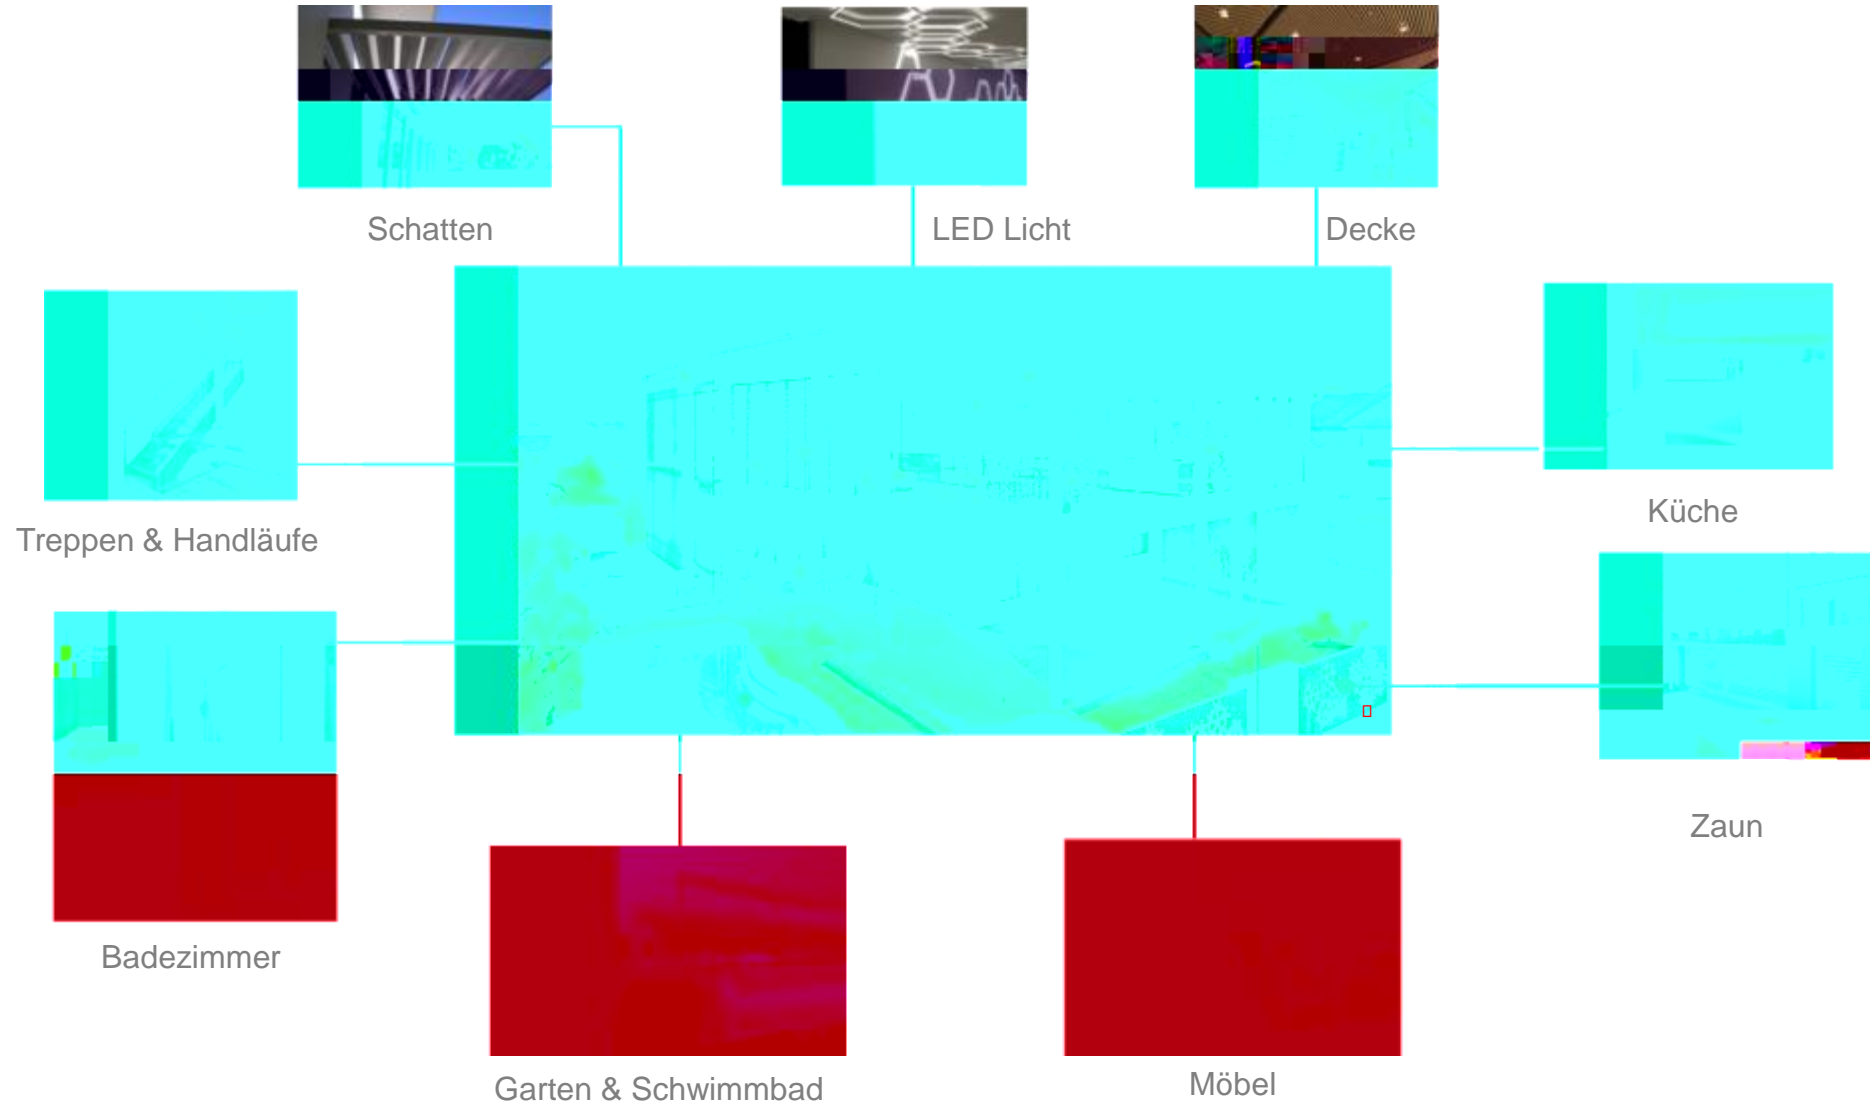 Schatten
LED Licht
Decke
Treppen & Handläufe
Küche
Badezimmer
Zaun
Garten & Schwimmbad
Möbel